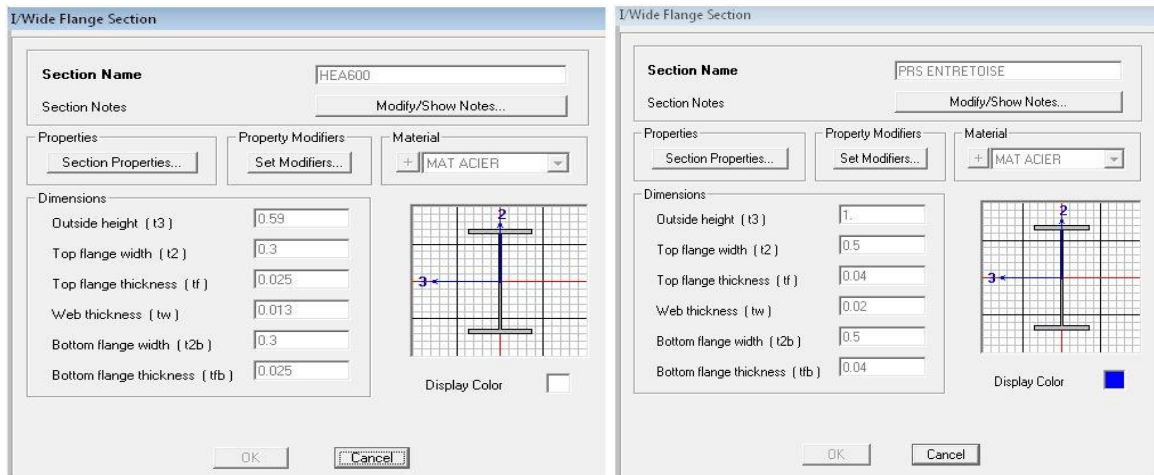 I/Wide Flange Section
Section Name HEA600
Section Notes Modify/Show Notes...
Properties Property Modifiers Material
Section Properties... Set Modifiers... + MAT ACIER
Dimensions
Outside height ( t3 ) 0.59
Top flange width ( t2 ) 0.3
Top flange thickness ( tf ) 0.025
Web thickness ( tw ) 0.013
Bottom flange width ( t2b ) 0.3
Bottom flange thickness ( tfb ) 0.025
2
3
Display Color
OK Cancel
I/Wide Flange Section
Section Name PRS ENTRETOISE
Section Notes Modify/Show Notes...
Properties Property Modifiers Material
Section Properties... Set Modifiers... + MAT ACIER
Dimensions
Outside height ( t3 ) 1.
Top flange width ( t2 ) 0.5
Top flange thickness ( tf ) 0.04
Web thickness ( tw ) 0.02
Bottom flange width ( t2b ) 0.5
Bottom flange thickness ( tfb ) 0.04
2
3
Display Color
OK Cancel